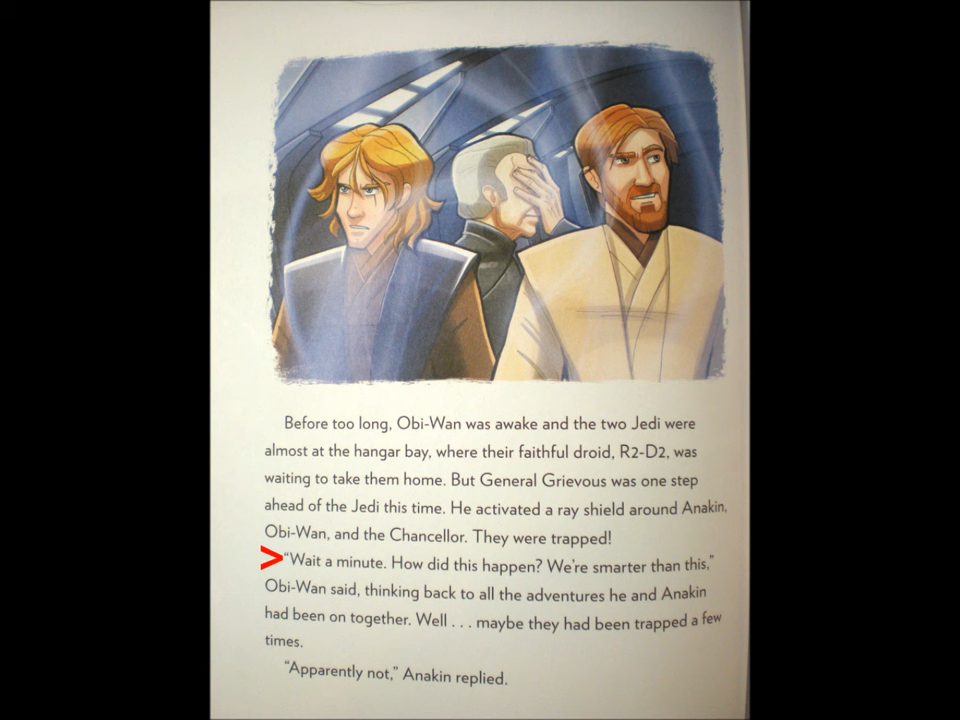 Before too long, Obi-Wan was awake and the two Jedi were
almost at the hangar bay, where their faithful droid, R2-D2, was
waiting to take them home. But General Grievous was one step
ahead of the Jedi this time. He activated a ray shield around Anakin,
Obi-Wan, and the Chancellor. They were trapped!
>“Wait a minute. How did this happen? We’re smarter than this,”
Obi-Wan said, thinking back to all the adventures he and Anakin
had been on together. Well . . . maybe they had been trapped a few
times.
“Apparently not,” Anakin replied.